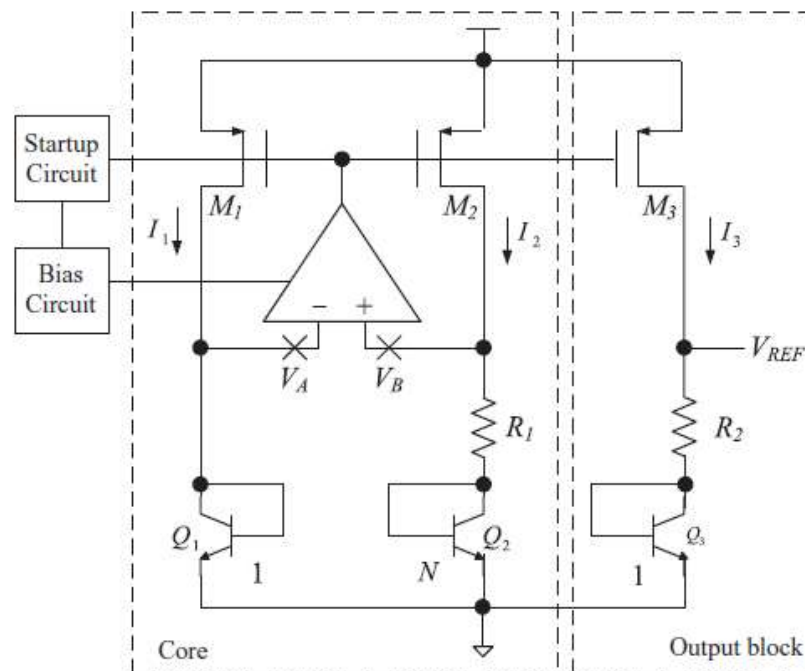 Startup
Circuit
Bias
Circuit
M1
M2
M3
I1
I2
I3
− +
VA
VB
VREF
R1
R2
Q1
Q2
Q3
1
N
1
Core
Output block